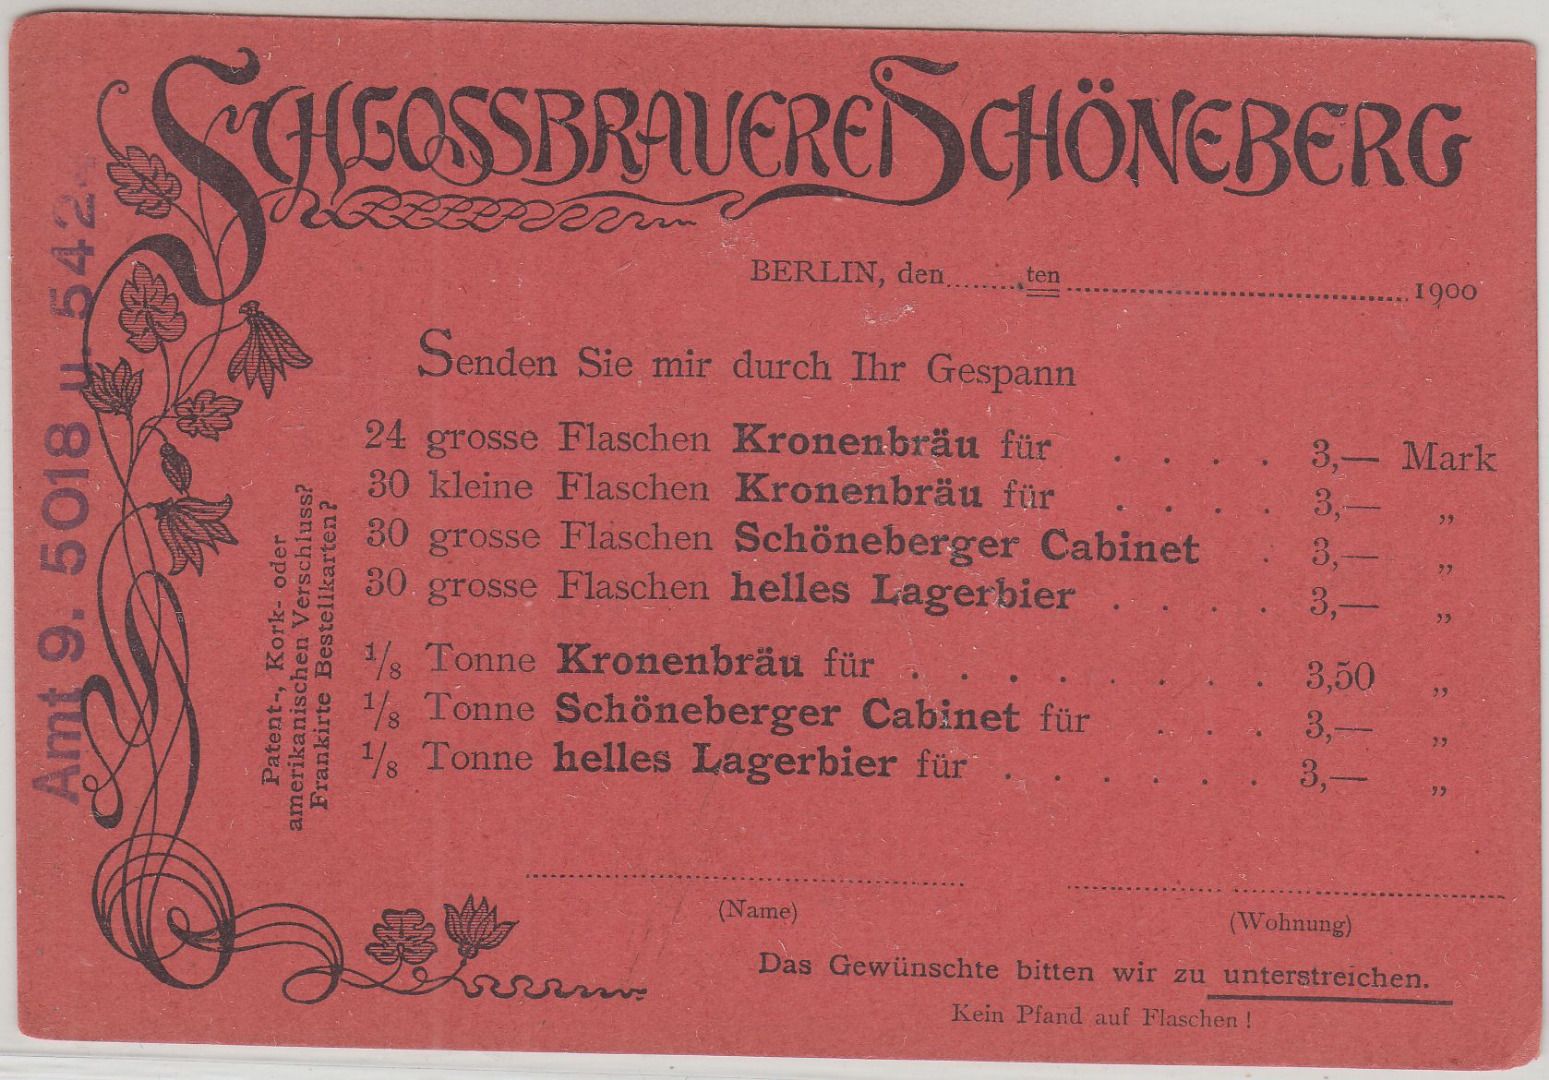 SCHLOSSBRAUEREI SCHÖNEBERG
BERLIN, den ........ten ........................................ 1900
Senden Sie mir durch Ihr Gespann
24 grosse Flaschen Kronenbräu für . . . . 3,— Mark
30 kleine Flaschen Kronenbräu für . . . . 3,— „
30 grosse Flaschen Schöneberger Cabinet . 3,— „
30 grosse Flaschen helles Lagerbier . . . . 3,— „
1/8 Tonne Kronenbräu für . . . . . . . . 3,50 „
1/8 Tonne Schöneberger Cabinet für . . . 3,— „
1/8 Tonne helles Lagerbier für . . . . . . 3,— „
(Name)
(Wohnung)
Das Gewünschte bitten wir zu unterstreichen.
Kein Pfand auf Flaschen!
Patent-, Kork- oder
amerikanischen Verschluss?
Frankirte Bestellkarten?
Amt 9. 5018 u. 542